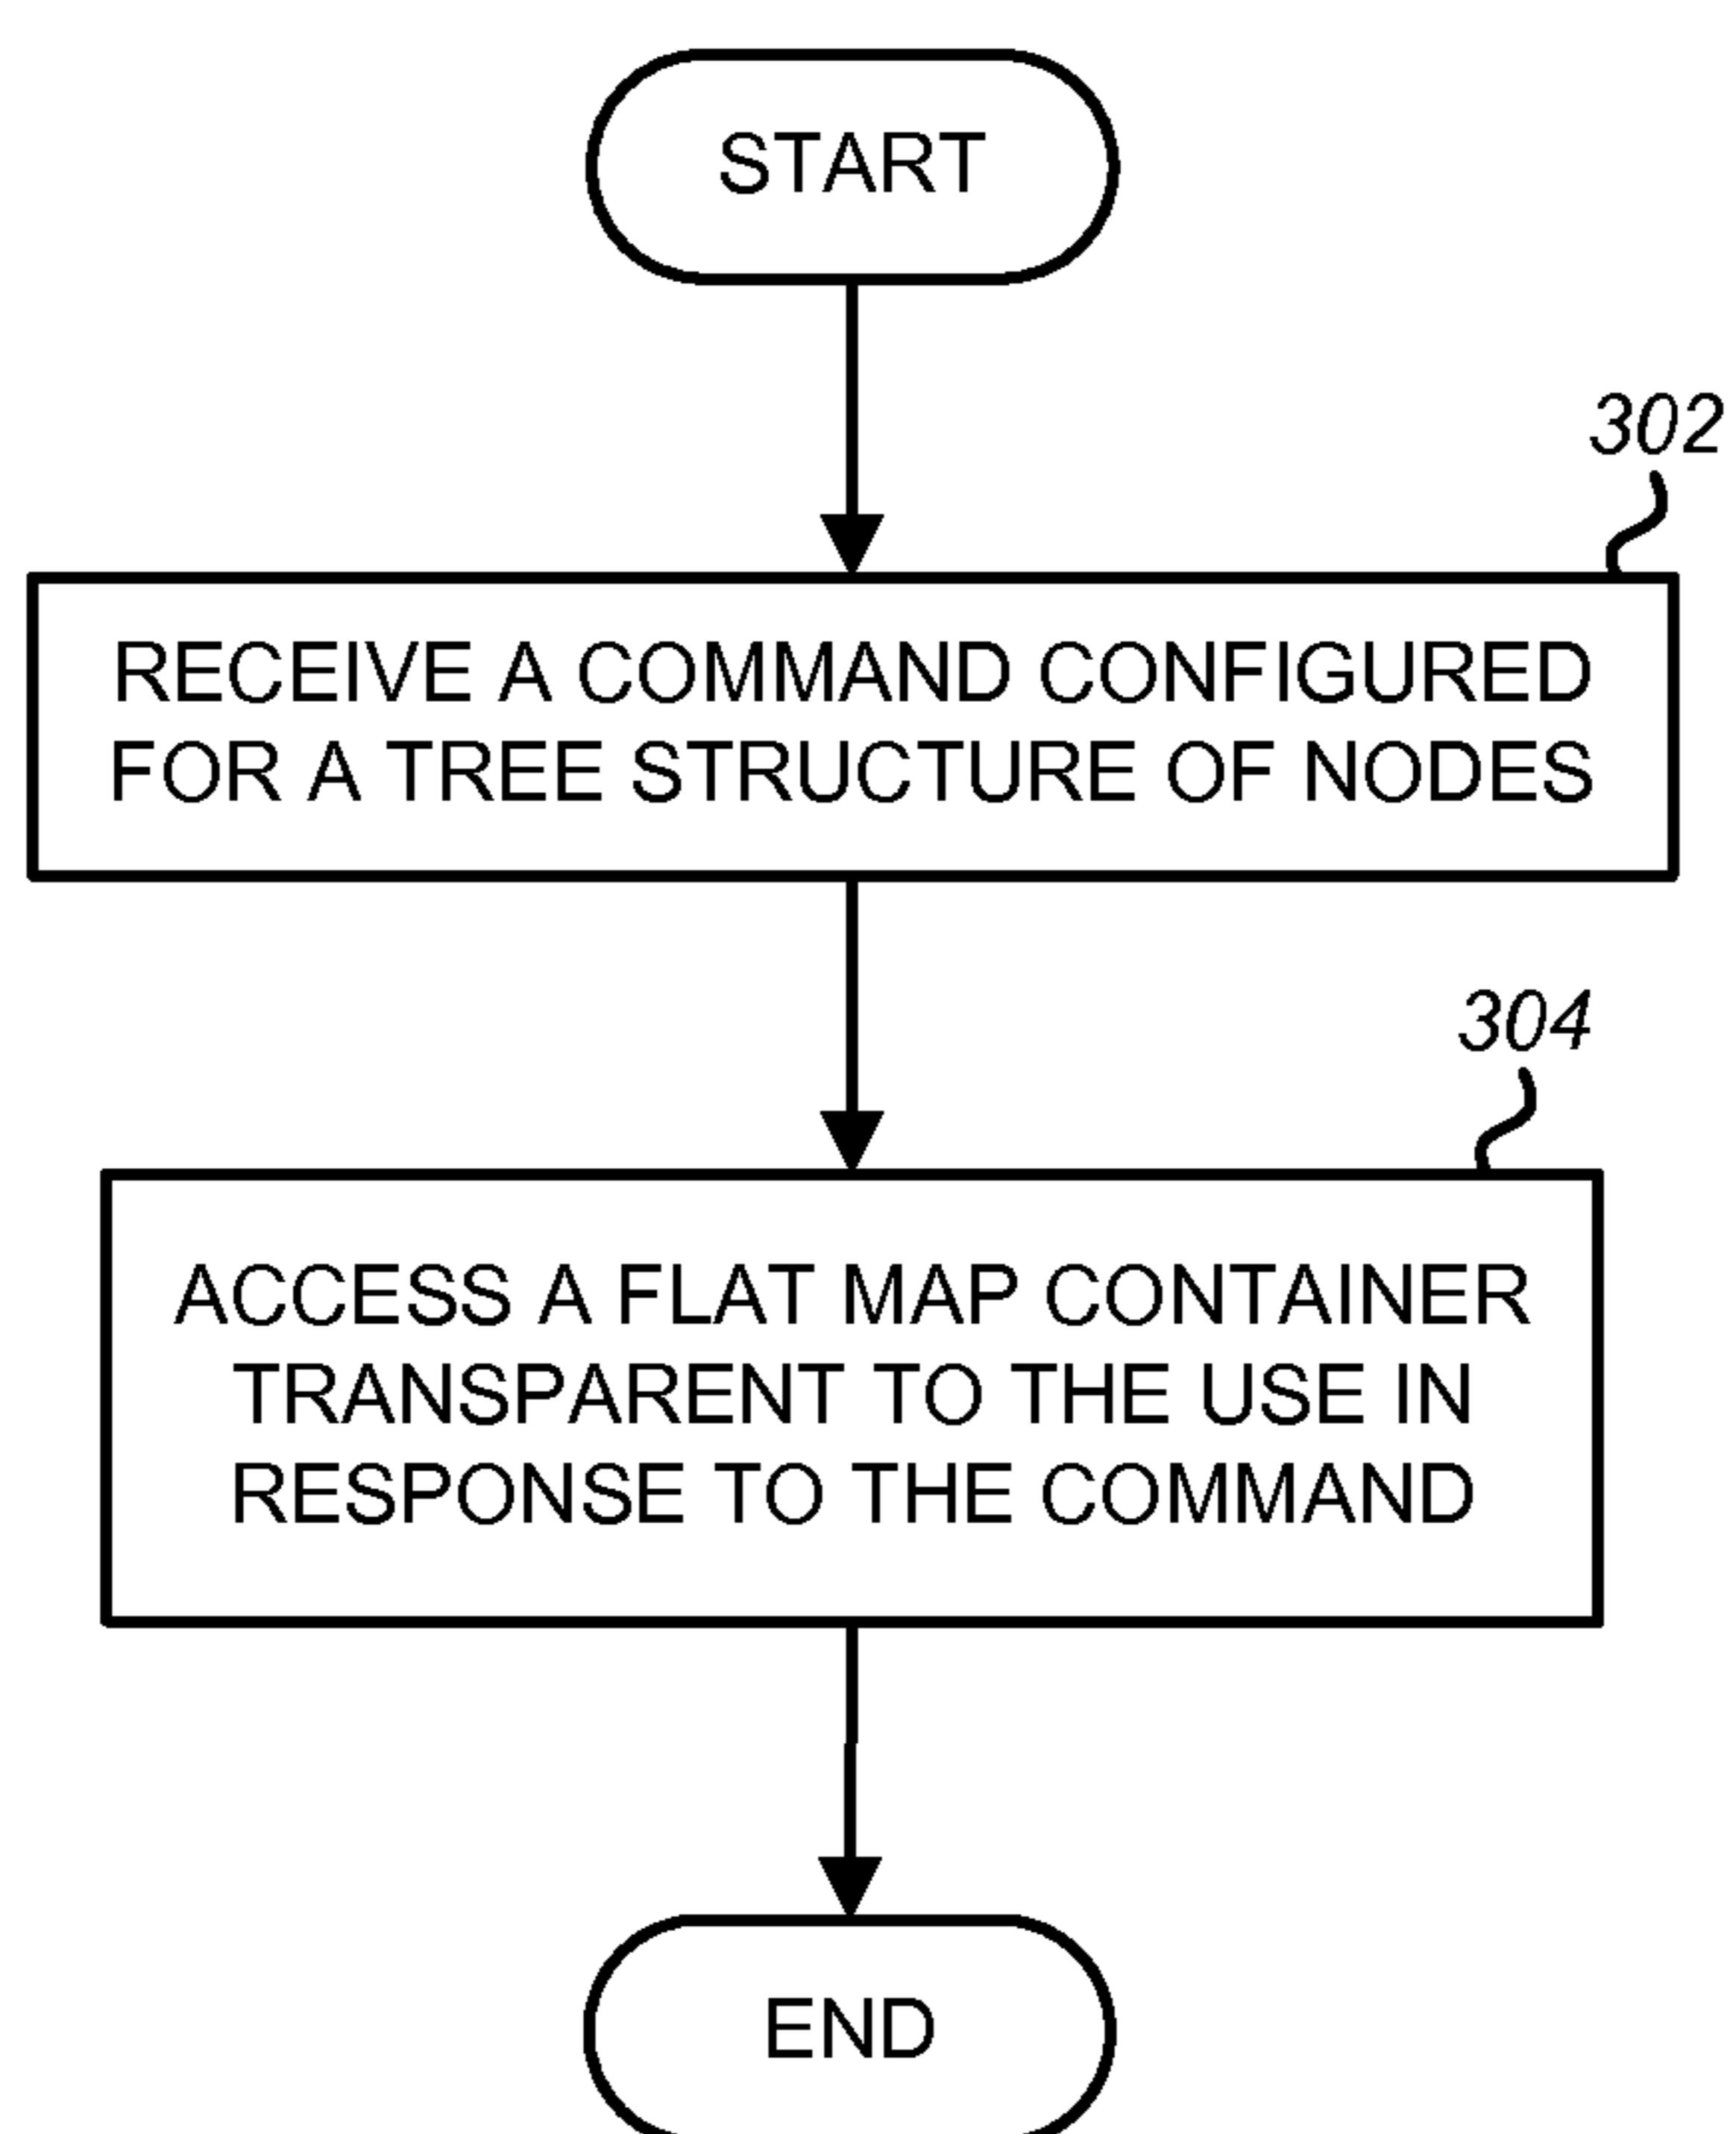 START
302
RECEIVE A COMMAND CONFIGURED
FOR A TREE STRUCTURE OF NODES
304
ACCESS A FLAT MAP CONTAINER
TRANSPARENT TO THE USE IN
RESPONSE TO THE COMMAND
END